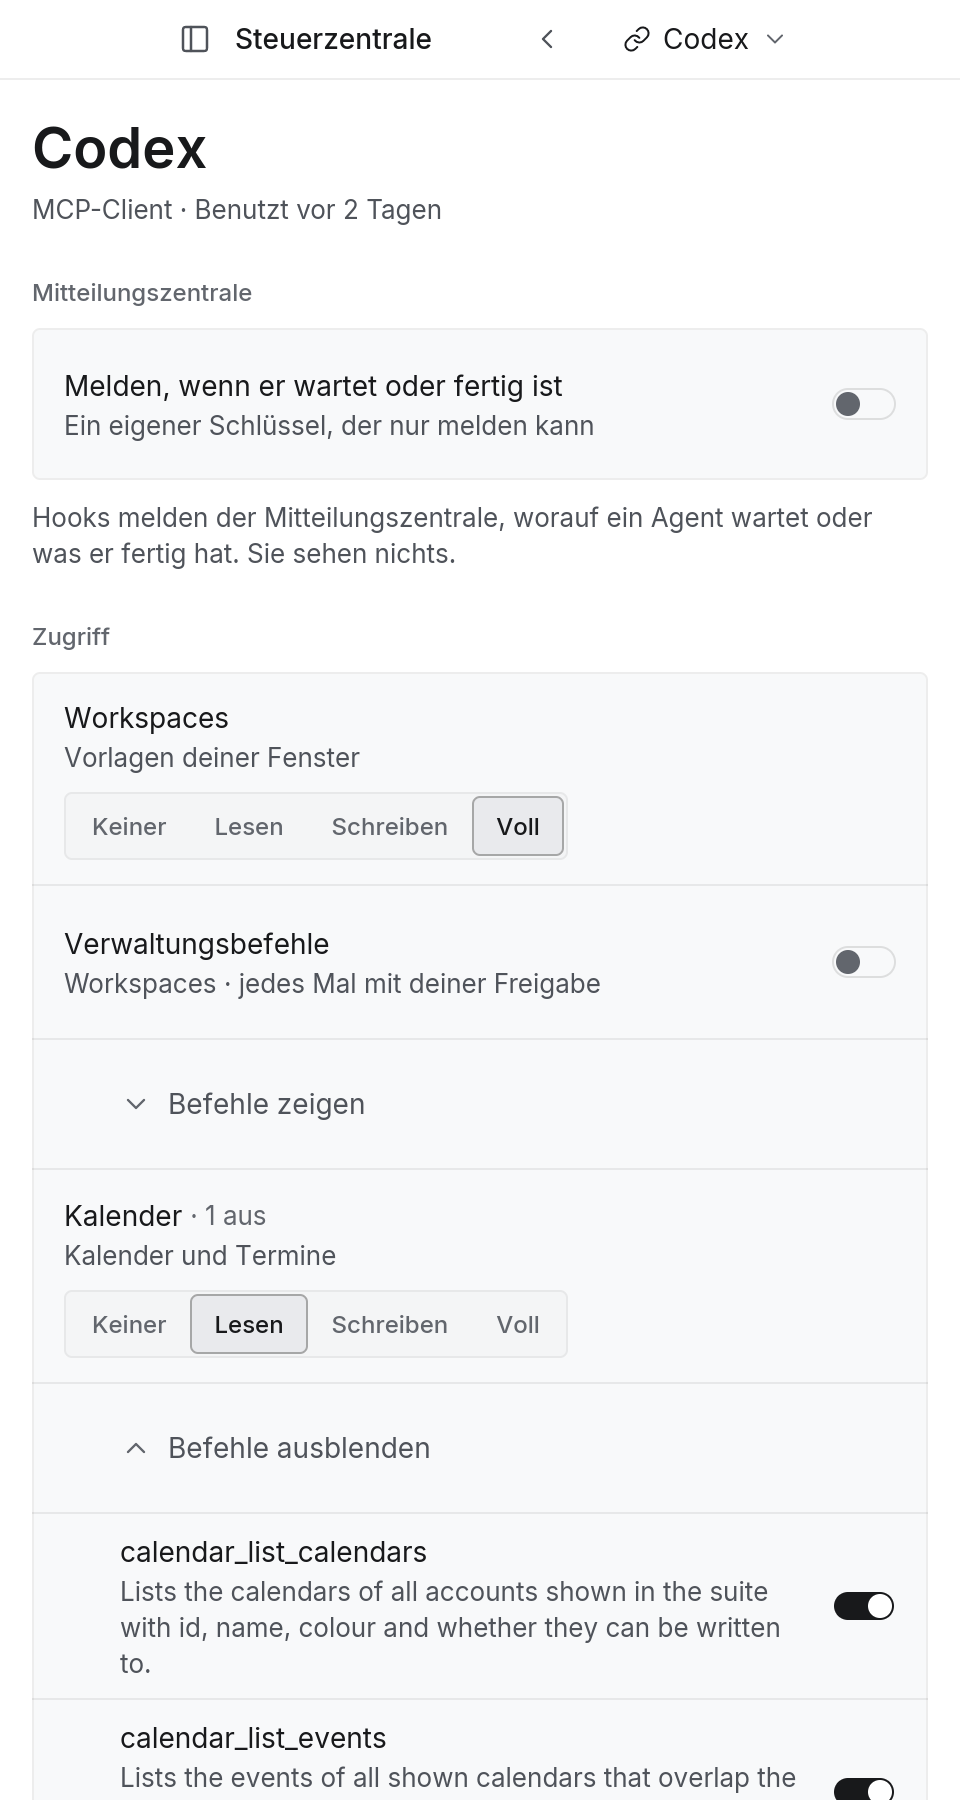 Steuerzentrale
Codex
Codex
MCP-Client · Benutzt vor 2 Tagen
Mitteilungszentrale
Melden, wenn er wartet oder fertig ist
Ein eigener Schlüssel, der nur melden kann
Hooks melden der Mitteilungszentrale, worauf ein Agent wartet oder
was er fertig hat. Sie sehen nichts.
Zugriff
Workspaces
Vorlagen deiner Fenster
Keiner Lesen Schreiben Voll
Verwaltungsbefehle
Workspaces · jedes Mal mit deiner Freigabe
Befehle zeigen
Kalender · 1 aus
Kalender und Termine
Keiner Lesen Schreiben Voll
Befehle ausblenden
calendar_list_calendars
Lists the calendars of all accounts shown in the suite
with id, name, colour and whether they can be written
to.
calendar_list_events
Lists the events of all shown calendars that overlap the